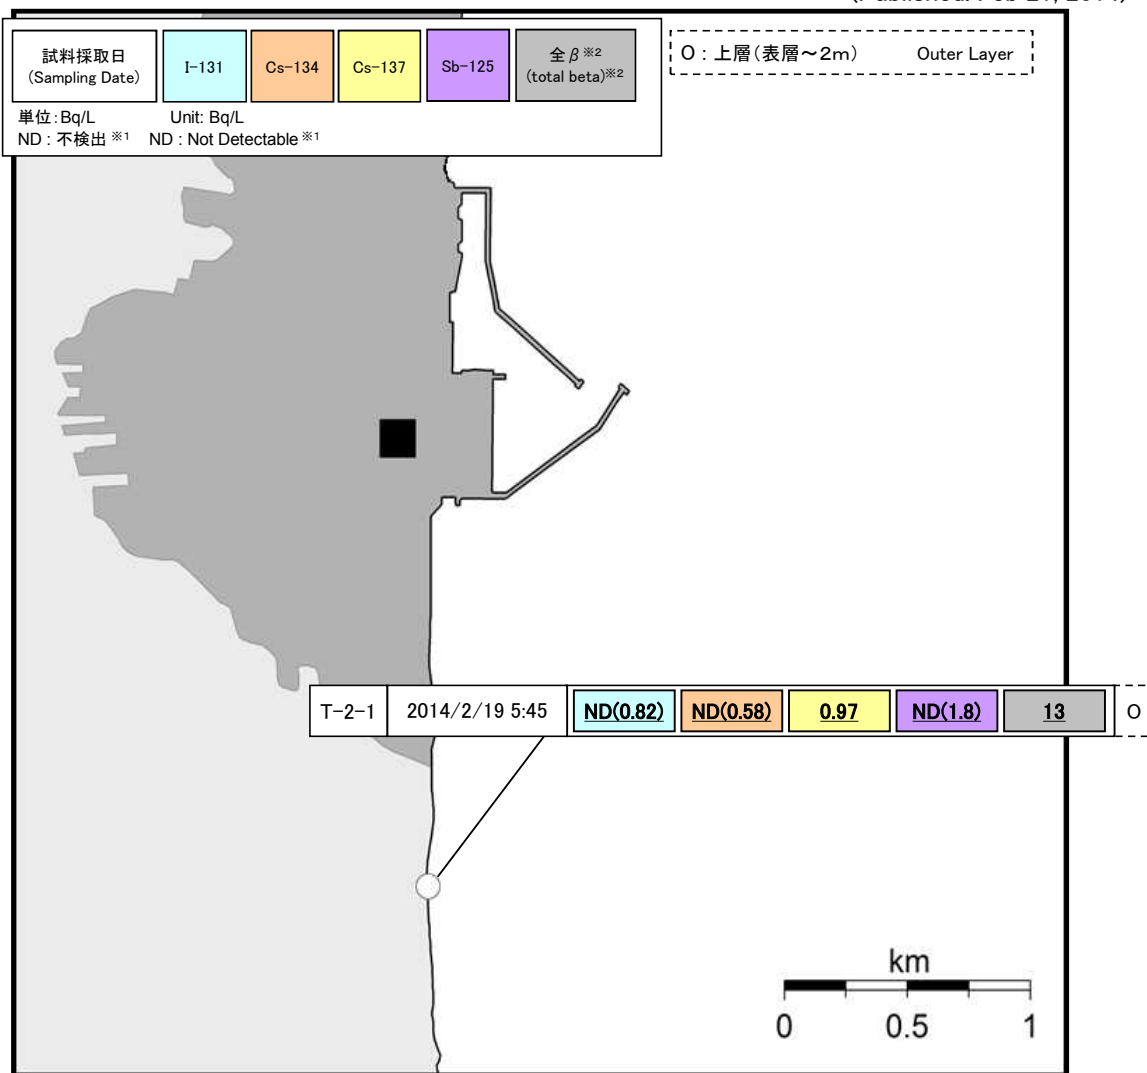 試料採取日
(Sampling Date)
I-131
Cs-134
Cs-137
Sb-125
全β※2
(total beta)※2
O : 上層(表層～2m) Outer Layer
単位:Bq/L Unit: Bq/L
ND : 不検出 ※1 ND : Not Detectable ※1
T-2-1 2014/2/19 5:45 ND(0.82) ND(0.58) 0.97 ND(1.8) 13 O
km
0 0.5 1